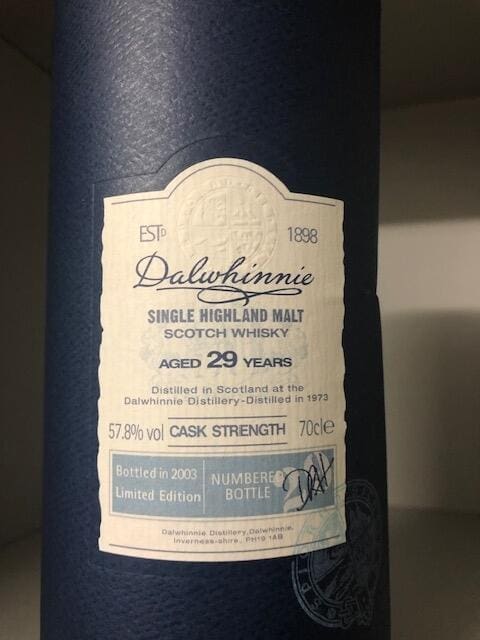 ESTD 1898
Dalwhinnie
SINGLE HIGHLAND MALT
SCOTCH WHISKY
AGED 29 YEARS
Distilled in Scotland at the
Dalwhinnie Distillery-Distilled in 1973
57.8% vol CASK STRENGTH 70cle
Bottled in 2003
Limited Edition
NUMBERED
BOTTLE
Dalwhinnie Distillery, Dalwhinnie,
Inverness-shire, PH19 1AB